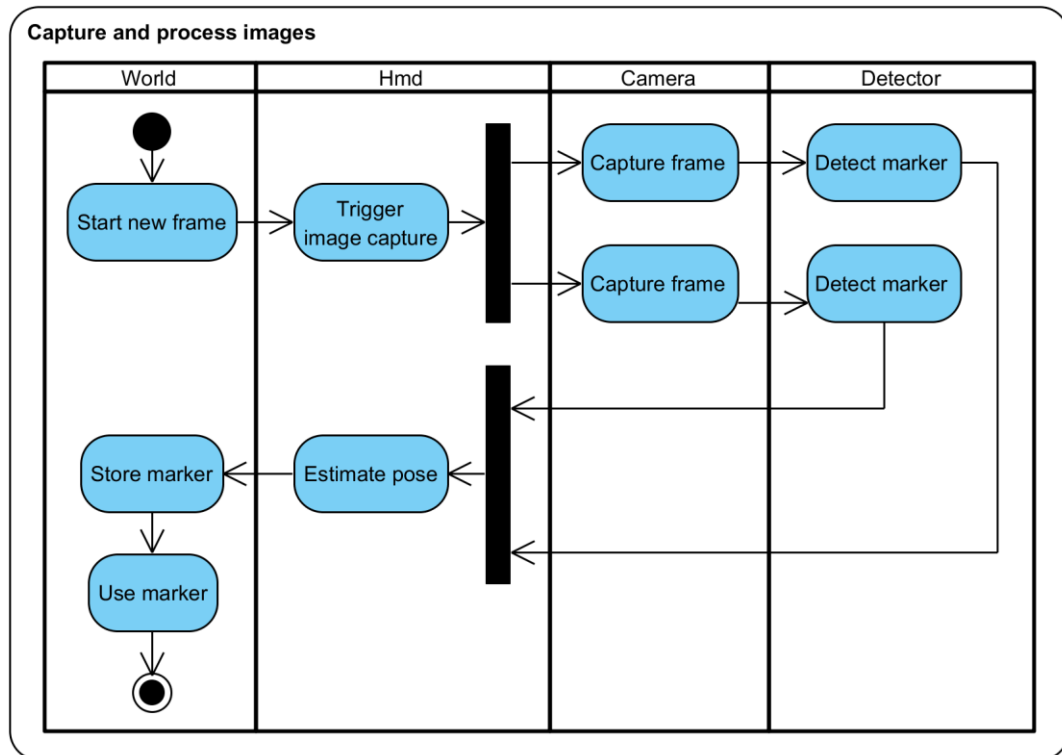 Capture and process images
World
Hmd
Camera
Detector
Start new frame
Trigger
image capture
Capture frame
Detect marker
Capture frame
Detect marker
Store marker
Estimate pose
Use marker